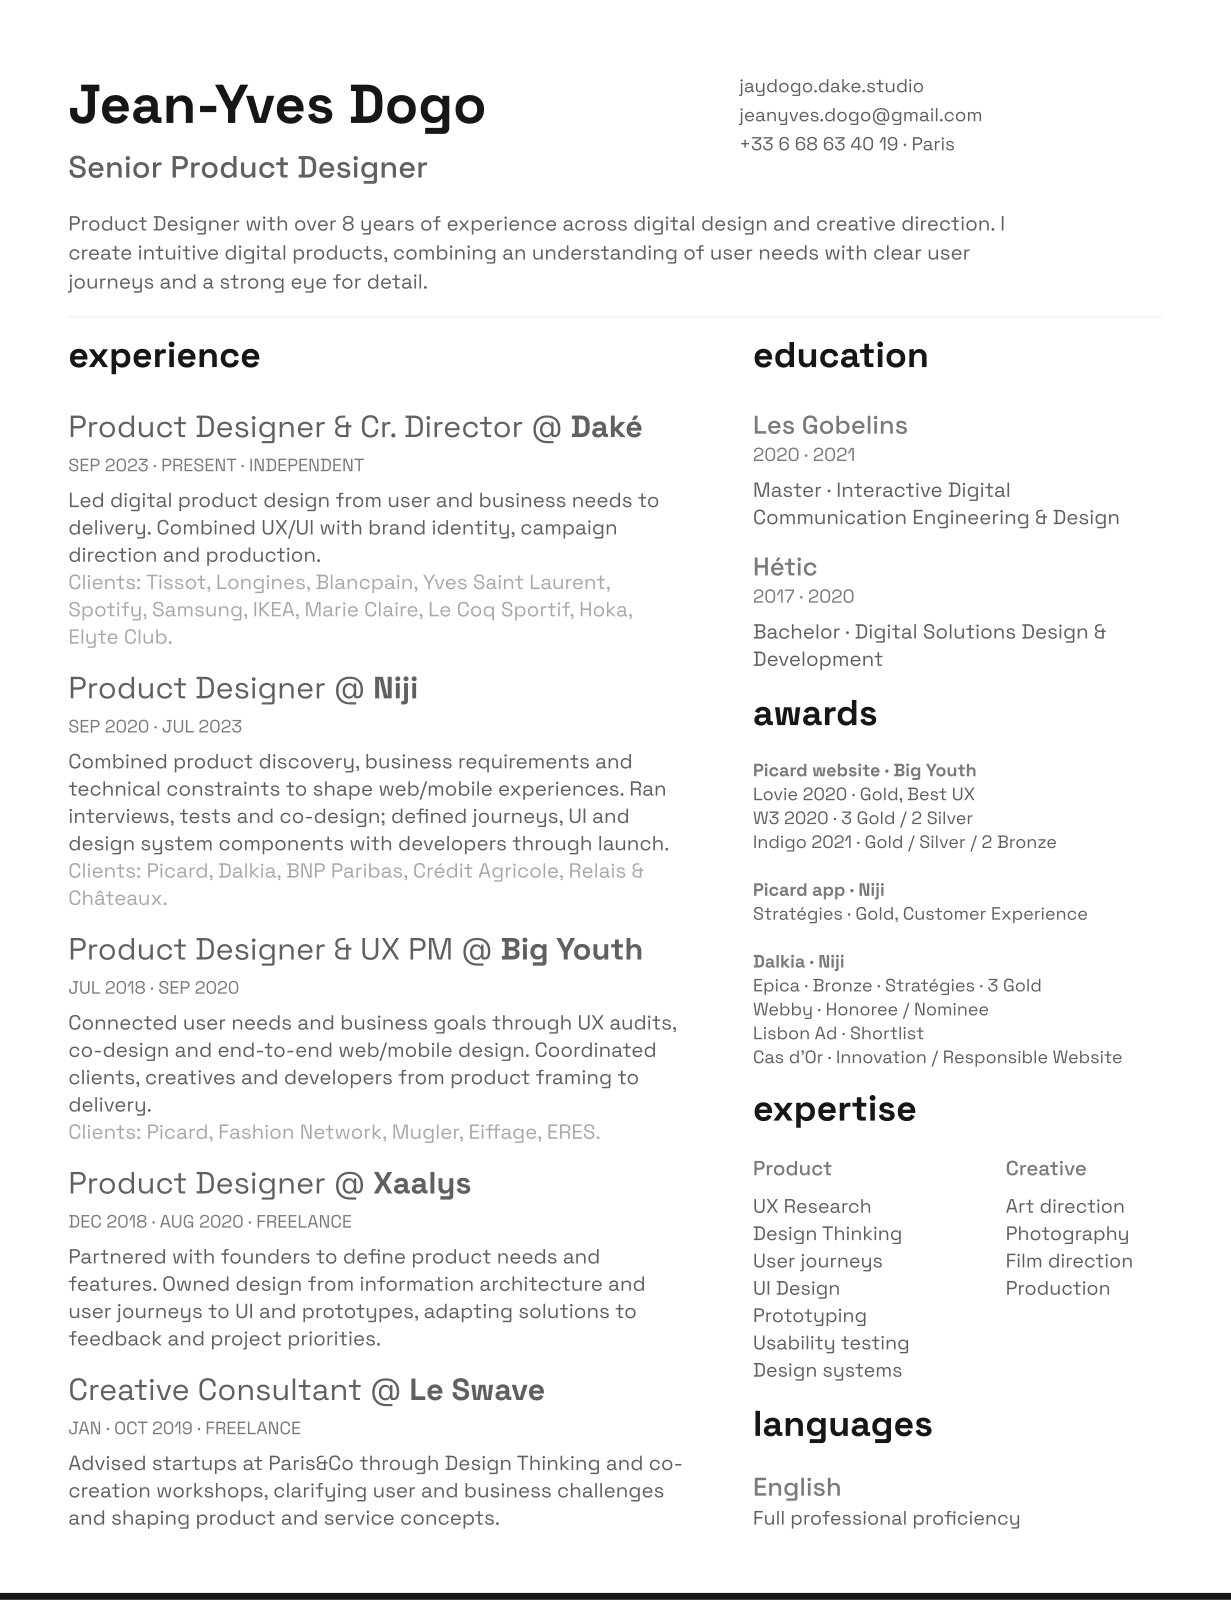 Jean-Yves Dogo
Senior Product Designer
jaydogo.dake.studio
jeanyves.dogo@gmail.com
+33 6 68 63 40 19 · Paris
Product Designer with over 8 years of experience across digital design and creative direction. I
create intuitive digital products, combining an understanding of user needs with clear user
journeys and a strong eye for detail.
experience
Product Designer & Cr. Director @ Daké
SEP 2023 · PRESENT · INDEPENDENT
Led digital product design from user and business needs to
delivery. Combined UX/UI with brand identity, campaign
direction and production.
Clients: Tissot, Longines, Blancpain, Yves Saint Laurent,
Spotify, Samsung, IKEA, Marie Claire, Le Coq Sportif, Hoka,
Elyte Club.
Product Designer @ Niji
SEP 2020 · JUL 2023
Combined product discovery, business requirements and
technical constraints to shape web/mobile experiences. Ran
interviews, tests and co-design; defined journeys, UI and
design system components with developers through launch.
Clients: Picard, Dalkia, BNP Paribas, Crédit Agricole, Relais &
Châteaux.
Product Designer & UX PM @ Big Youth
JUL 2018 · SEP 2020
Connected user needs and business goals through UX audits,
co-design and end-to-end web/mobile design. Coordinated
clients, creatives and developers from product framing to
delivery.
Clients: Picard, Fashion Network, Mugler, Eiffage, ERES.
Product Designer @ Xaalys
DEC 2018 · AUG 2020 · FREELANCE
Partnered with founders to define product needs and
features. Owned design from information architecture and
user journeys to UI and prototypes, adapting solutions to
feedback and project priorities.
Creative Consultant @ Le Swave
JAN · OCT 2019 · FREELANCE
Advised startups at Paris&Co through Design Thinking and co-
creation workshops, clarifying user and business challenges
and shaping product and service concepts.
education
Les Gobelins
2020 · 2021
Master · Interactive Digital
Communication Engineering & Design
Hétic
2017 · 2020
Bachelor · Digital Solutions Design &
Development
awards
Picard website · Big Youth
Lovie 2020 · Gold, Best UX
W3 2020 · 3 Gold / 2 Silver
Indigo 2021 · Gold / Silver / 2 Bronze
Picard app · Niji
Stratégies · Gold, Customer Experience
Dalkia · Niji
Epica · Bronze · Stratégies · 3 Gold
Webby · Honoree / Nominee
Lisbon Ad · Shortlist
Cas d'Or · Innovation / Responsible Website
expertise
Product
UX Research
Design Thinking
User journeys
UI Design
Prototyping
Usability testing
Design systems
Creative
Art direction
Photography
Film direction
Production
languages
English
Full professional proficiency